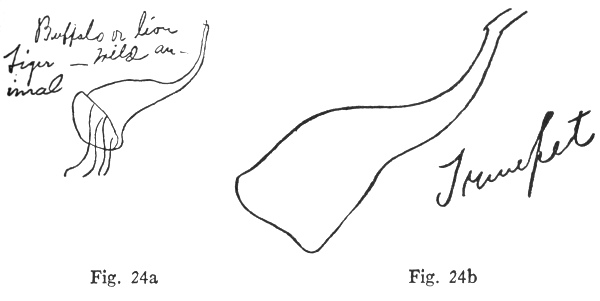 Buffalo or lion
Tiger – wild an-
imal
Trumpet
Fig. 24a
Fig. 24b